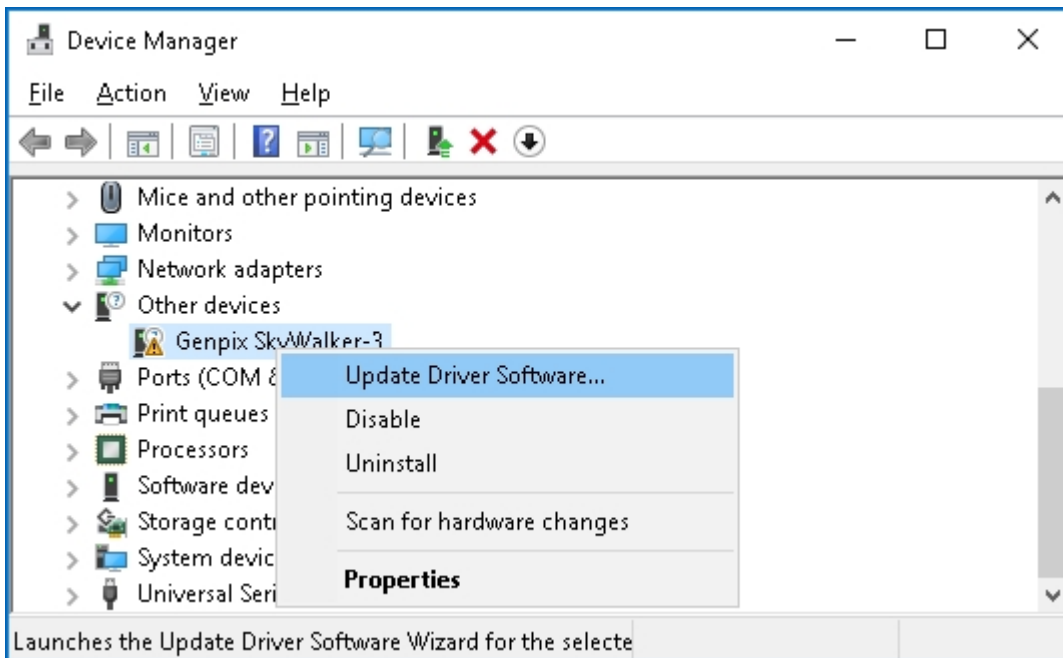 Device Manager
File Action View Help
Mice and other pointing devices
Monitors
Network adapters
Other devices
Genpix SkyWalker-3
Update Driver Software...
Disable
Uninstall
Scan for hardware changes
Properties
Ports (COM &
Print queues
Processors
Software dev
Storage contr
System devic
Universal Seri
Launches the Update Driver Software Wizard for the selecte